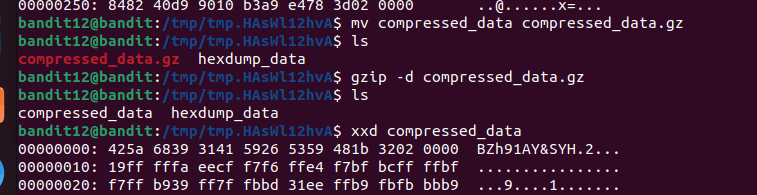 00000250: 8482 40d9 9010 b3a9 e478 3d02 0000 ..@......x=...
bandit12@bandit:/tmp/tmp.HAsWl12hvA$ mv compressed_data compressed_data.gz
bandit12@bandit:/tmp/tmp.HAsWl12hvA$ ls
compressed_data.gz hexdump_data
bandit12@bandit:/tmp/tmp.HAsWl12hvA$ gzip -d compressed_data.gz
bandit12@bandit:/tmp/tmp.HAsWl12hvA$ ls
compressed_data hexdump_data
bandit12@bandit:/tmp/tmp.HAsWl12hvA$ xxd compressed_data
00000000: 425a 6839 3141 5926 5359 481b 3202 0000 BZh91AY&SYH.2...
00000010: 19ff fffa eecf f7f6 ffe4 f7bf bcff ffbf ................
00000020: f7ff b939 ff7f fbbd 31ee ffb9 fbfb bbb9 ...9....1.......